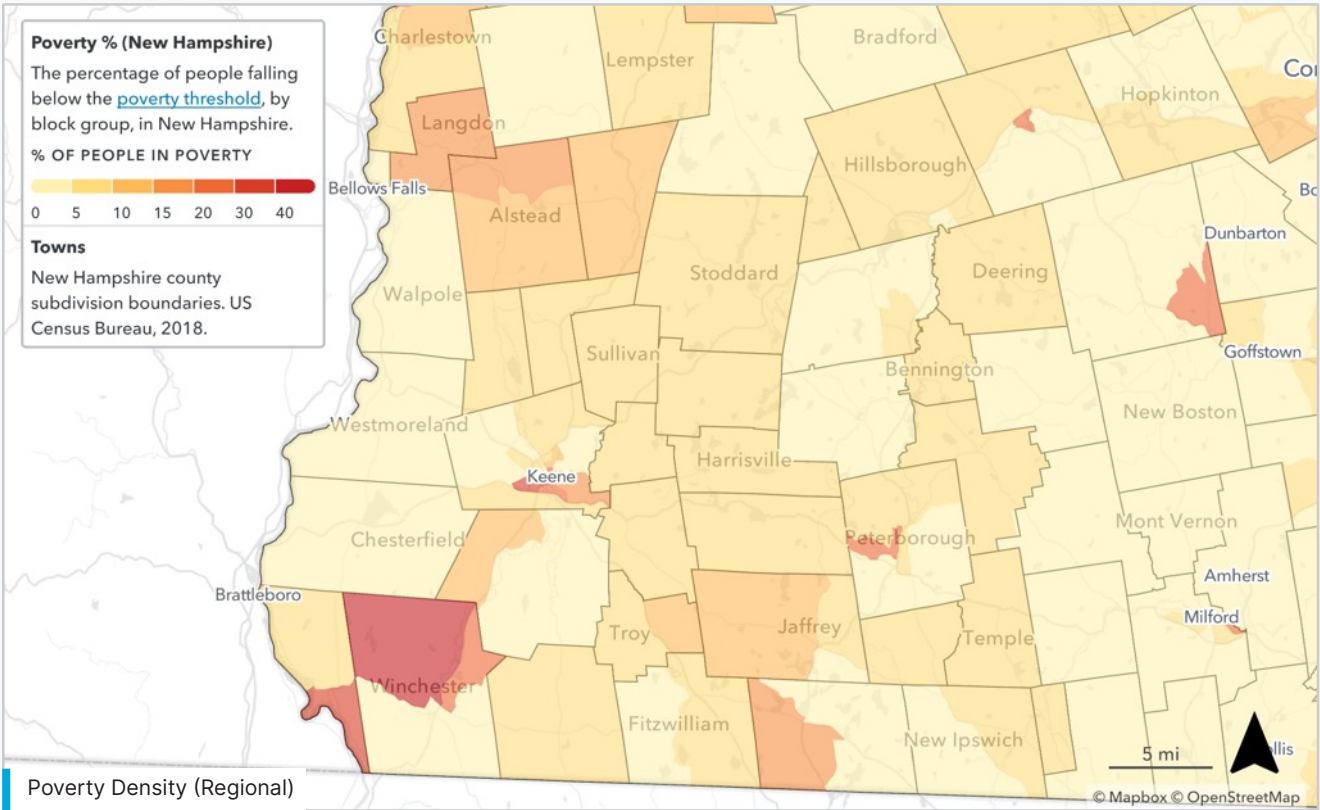 Poverty % (New Hampshire)
The percentage of people falling
below the poverty threshold, by
block group, in New Hampshire.
% OF PEOPLE IN POVERTY
0 5 10 15 20 30 40
Towns
New Hampshire county
subdivision boundaries. US
Census Bureau, 2018.
Charlestown
Lempster
Bradford
Hopkinton
Langdon
Hillsborough
Bellows Falls
Alstead
Dunbarton
Stoddard
Deering
Walpole
Sullivan
Goffstown
Bennington
New Boston
Westmoreland
Harrisville
Keene
Mont Vernon
Chesterfield
Peterborough
Amherst
Brattleboro
Milford
Troy
Jaffrey
Temple
Winchester
Fitzwilliam
New Ipswich
5 mi
Poverty Density (Regional)
© Mapbox © OpenStreetMap